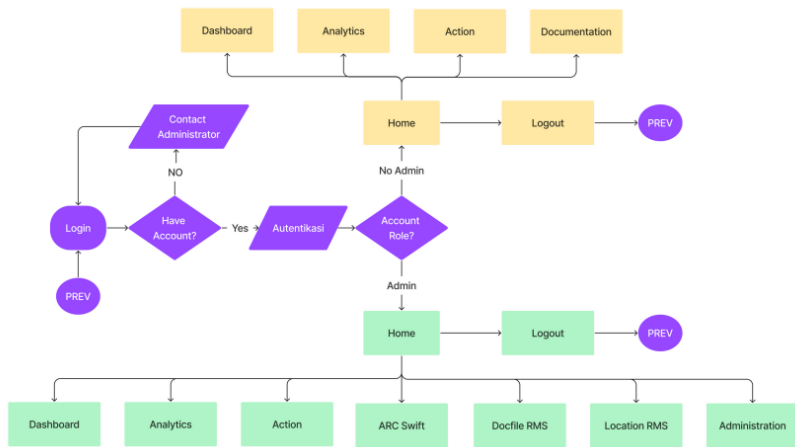 Dashboard
Analytics
Action
Documentation
Contact
Administrator
Home
Logout
PREV
NO
No Admin
Login
Have
Account?
Yes
Autentikasi
Account
Role?
Admin
PREV
Home
Logout
PREV
Dashboard
Analytics
Action
ARC Swift
Docfile RMS
Location RMS
Administration